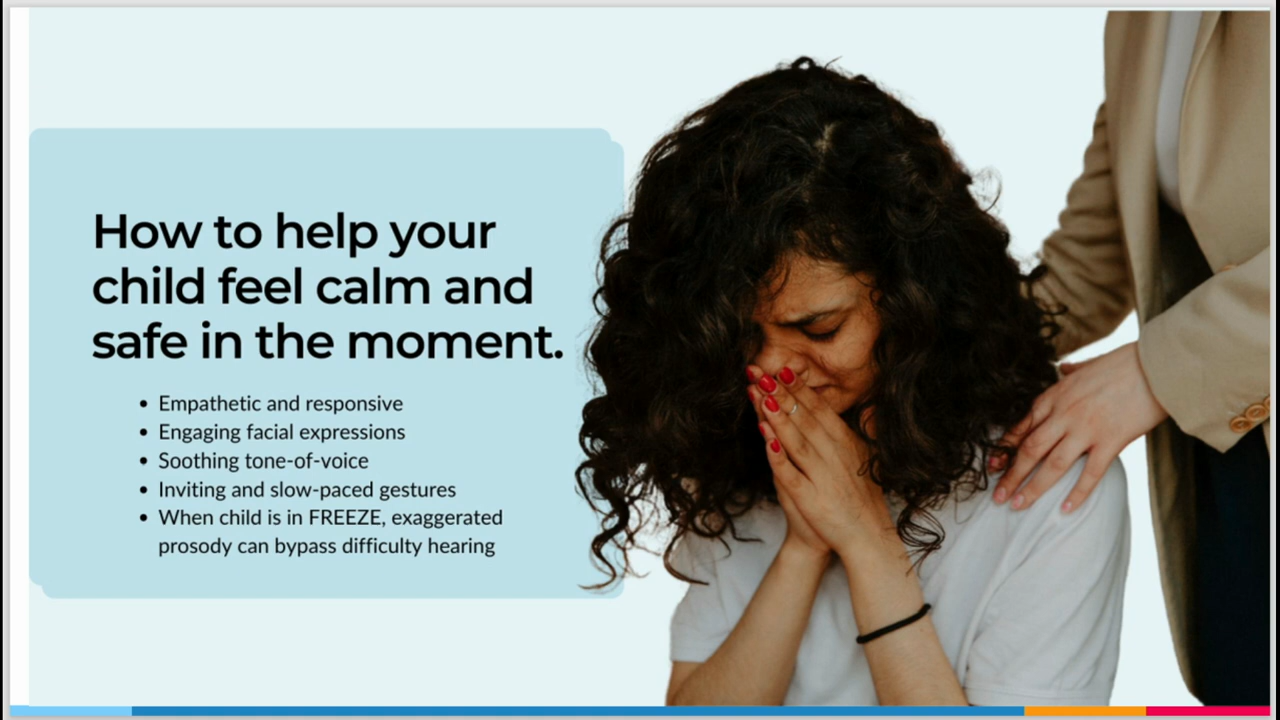 How to help your
child feel calm and
safe in the moment.
• Empathetic and responsive
• Engaging facial expressions
• Soothing tone-of-voice
• Inviting and slow-paced gestures
• When child is in FREEZE, exaggerated
prosody can bypass difficulty hearing